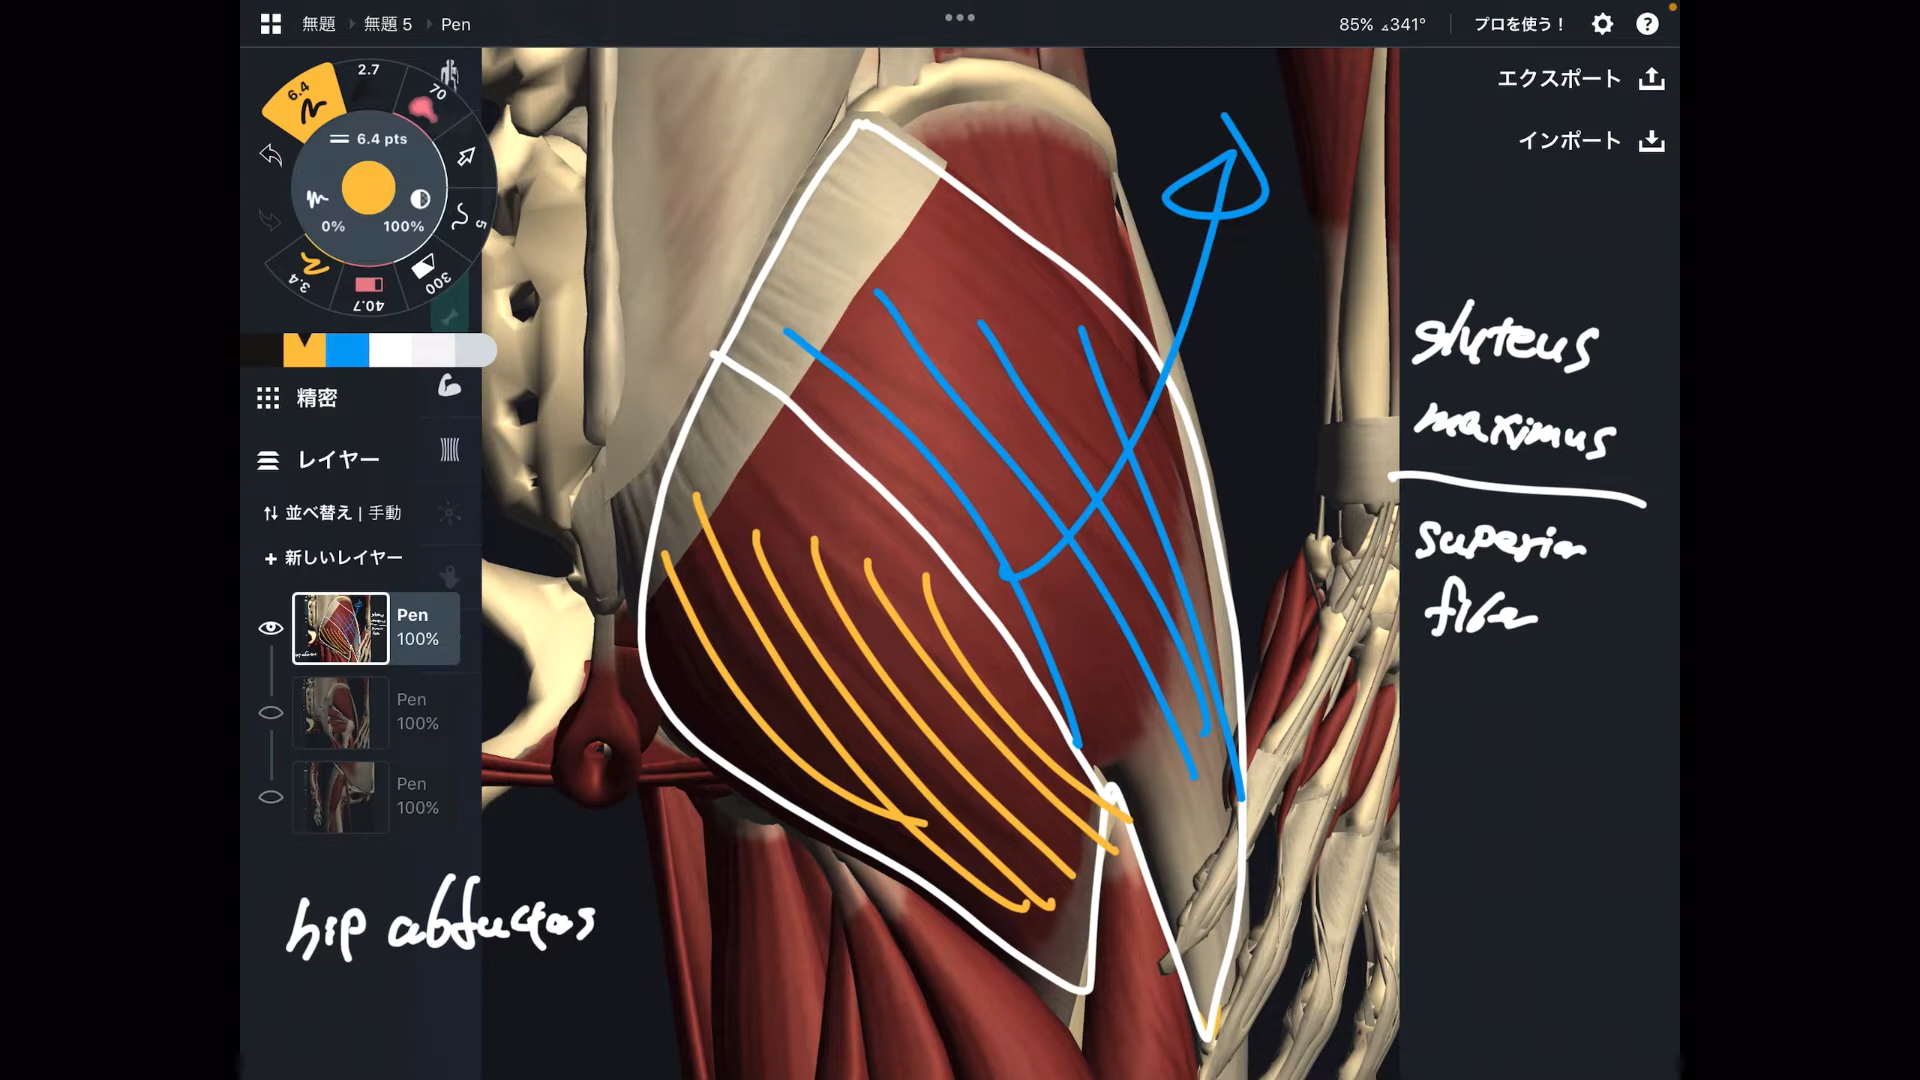 無題 無題 5 Pen
85% ⊿341°
プロを使う！
エクスポート
インポート
2.7
6.4
70
6.4 pts
0% 100%
5
3.4
40.7
300
精密
レイヤー
並べ替え | 手動
+ 新しいレイヤー
Pen
100%
Pen
100%
Pen
100%
gluteus
maximus
superior
fiber
hip abductors